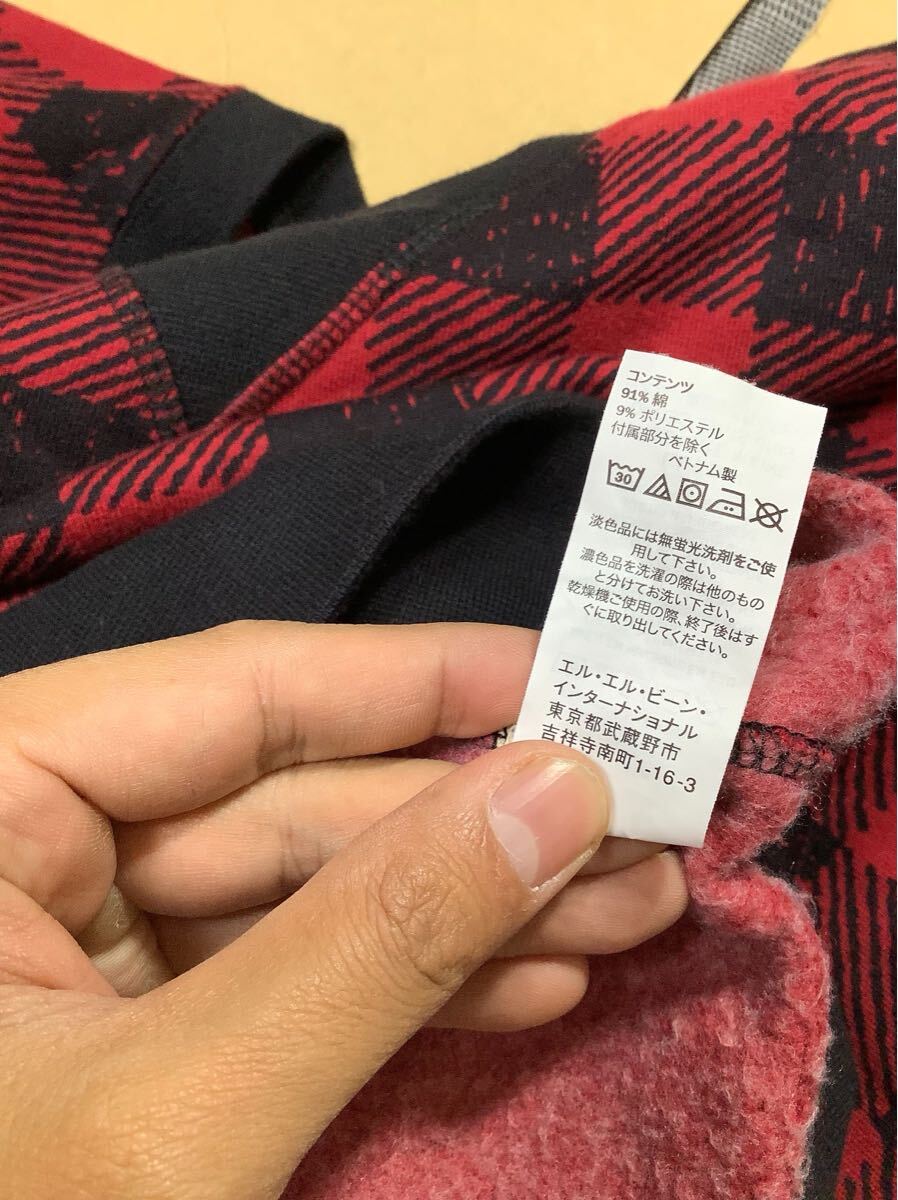 コンテンツ
91% 綿
9% ポリエステル
付属部分を除く
ベトナム製
30
淡色品には無蛍光洗剤をご使
用して下さい。
濃色品を洗濯の際は他のもの
と分けてお洗い下さい。
乾燥機ご使用の際、終了後はす
ぐに取り出してください。
エル・エル・ビーン・
インターナショナル
東京都武蔵野市
吉祥寺南町1-16-3